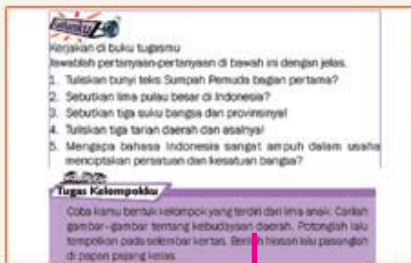 Kerjakan di buku tugasmu
Jawablah pertanyaan-pertanyaan di bawah ini dengan jelas.
1. Tuliskan bunyi teks Sumpah Pemuda bagian pertama?
2. Sebutkan lima pulau besar di Indonesia?
3. Sebutkan tiga suku bangsa dan provinsinya!
4. Tuliskan tiga tarian daerah dan asalnya!
5. Mengapa bahasa Indonesia sangat ampuh dalam usaha
menciptakan persatuan dan kesatuan bangsa?
Tugas Kelompokku
Coba kamu bentuk kelompok yang terdiri dari lima anak. Carilah
gambar-gambar tentang kebudayaan daerah. Potonglah lalu
tempelkan pada selembar kertas. hiasan lalu pasanglah
di papan pajang kelas